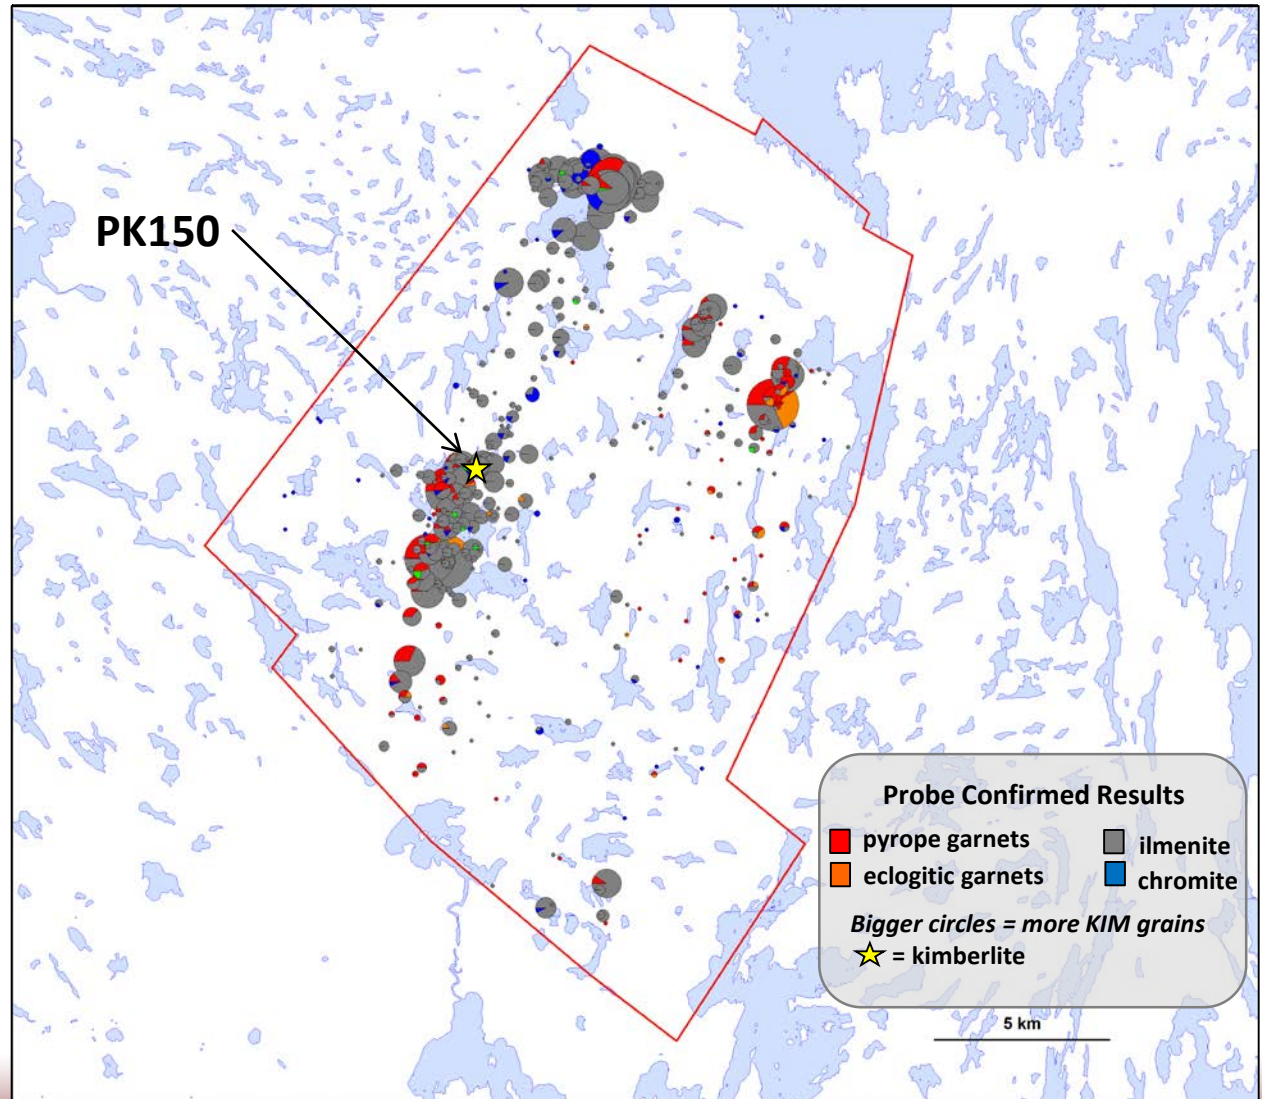 PK150
Probe Confirmed Results
pyrope garnets
ilmenite
eclogitic garnets
chromite
Bigger circles = more KIM grains
= kimberlite
5 km